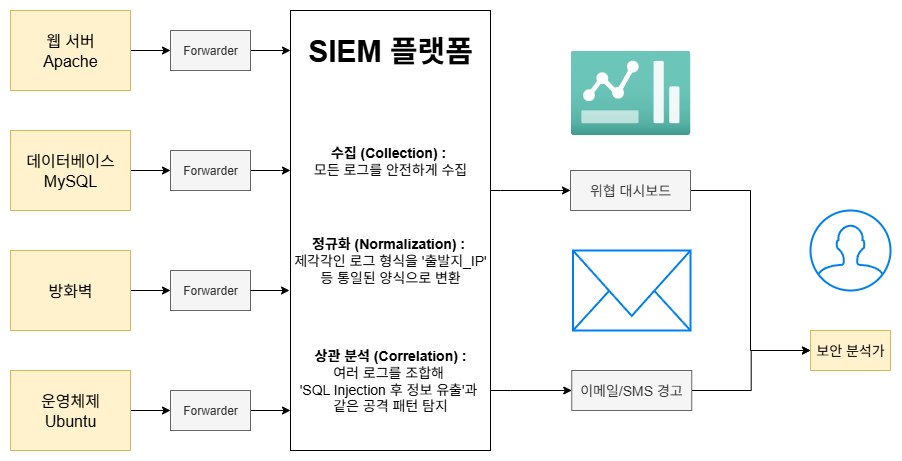 웹 서버
Apache
Forwarder
데이터베이스
MySQL
Forwarder
방화벽
Forwarder
운영체제
Ubuntu
Forwarder
SIEM 플랫폼
수집 (Collection) :
모든 로그를 안전하게 수집
정규화 (Normalization) :
제각각인 로그 형식을 '출발지_IP'
등 통일된 양식으로 변환
상관 분석 (Correlation) :
여러 로그를 조합해
'SQL Injection 후 정보 유출'과
같은 공격 패턴 탐지
위협 대시보드
이메일/SMS 경고
보안 분석가